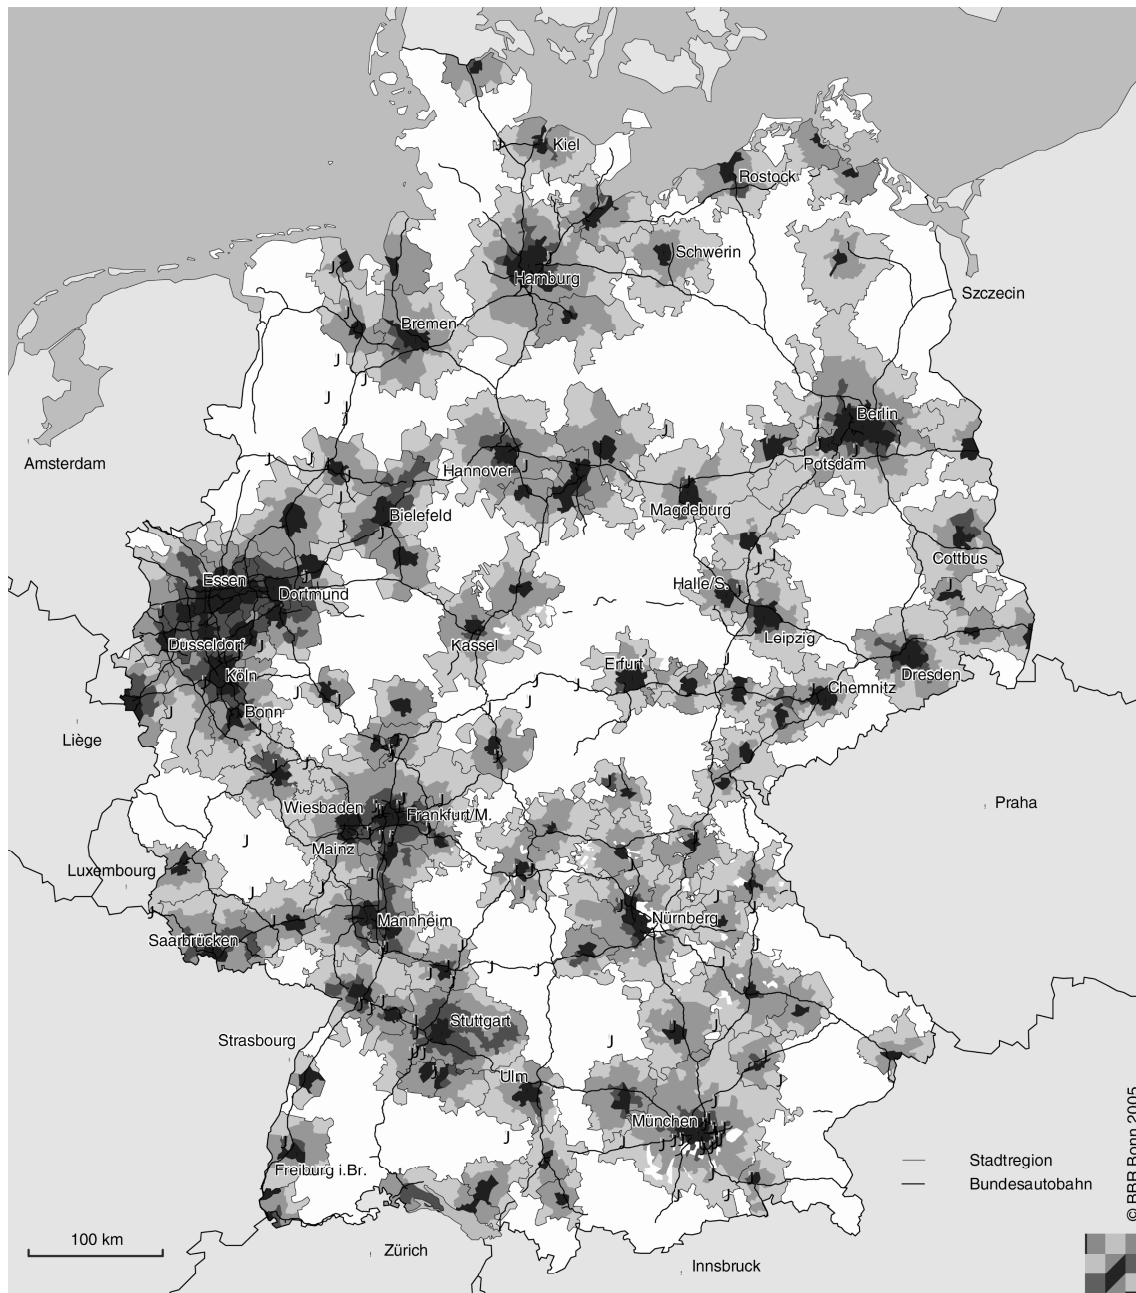 Kiel
Rostock
Schwerin
Hamburg
Szczecin
Bremen
Berlin
Amsterdam
Hannover
Potsdam
Magdeburg
Bielefeld
Cottbus
Essen
Halle/S.
Dortmund
Leipzig
Düsseldorf
Kassel
Erfurt
Köln
Dresden
Chemnitz
Bonn
Liège
Praha
Wiesbaden
Frankfurt/M.
Mainz
Luxembourg
Nürnberg
Mannheim
Saarbrücken
Stuttgart
Strasbourg
Ulm
München
Freiburg i.Br.
Stadtregion
Bundesautobahn
© BBR Bonn 2005
100 km
Zürich
Innsbruck